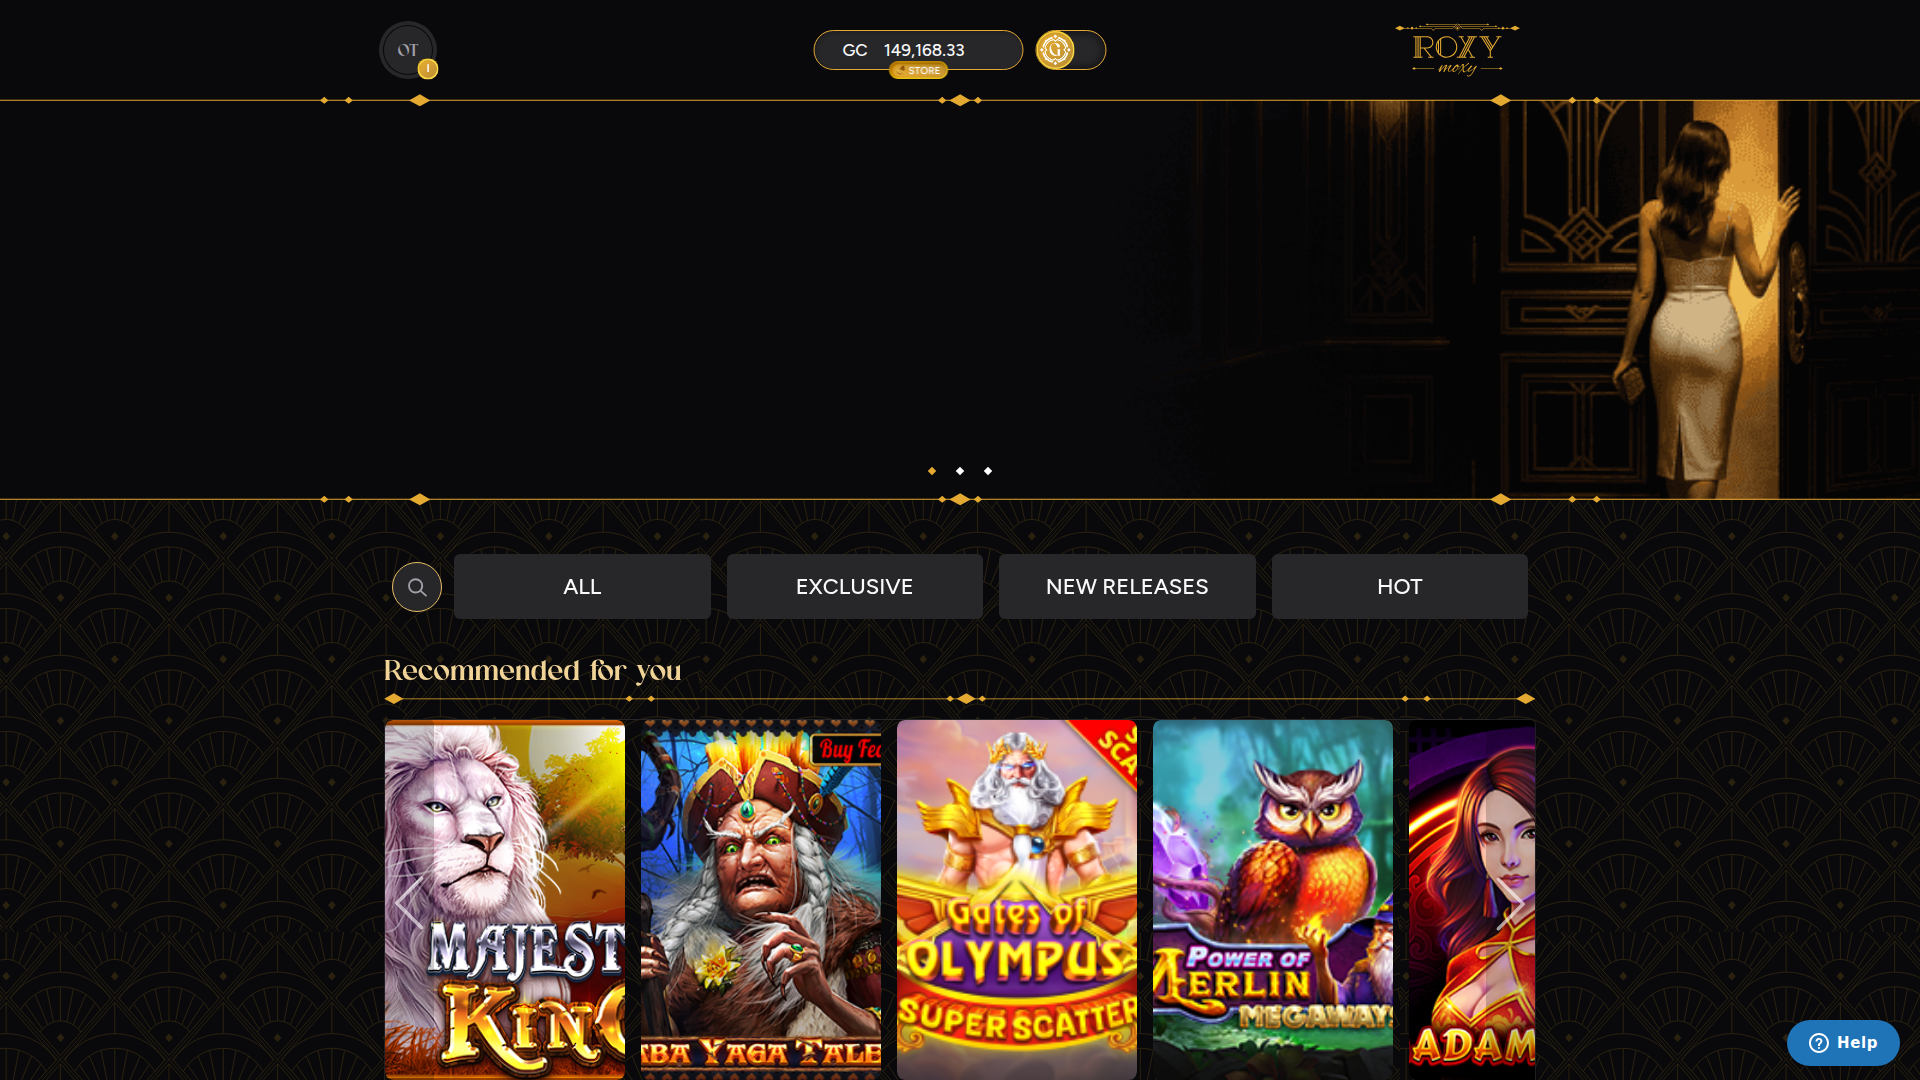 OT
I
GC 149,168.33
STORE
G
ROXY
moxy
ALL
EXCLUSIVE
NEW RELEASES
HOT
Recommended for you
MAJEST
KING
Buy Fea
BA YAGA TALE
S
SCA
Gates of
OLYMPUS
SUPER SCATTER
POWER OF
MERLIN
MEGAWAYS
ADAM
Help